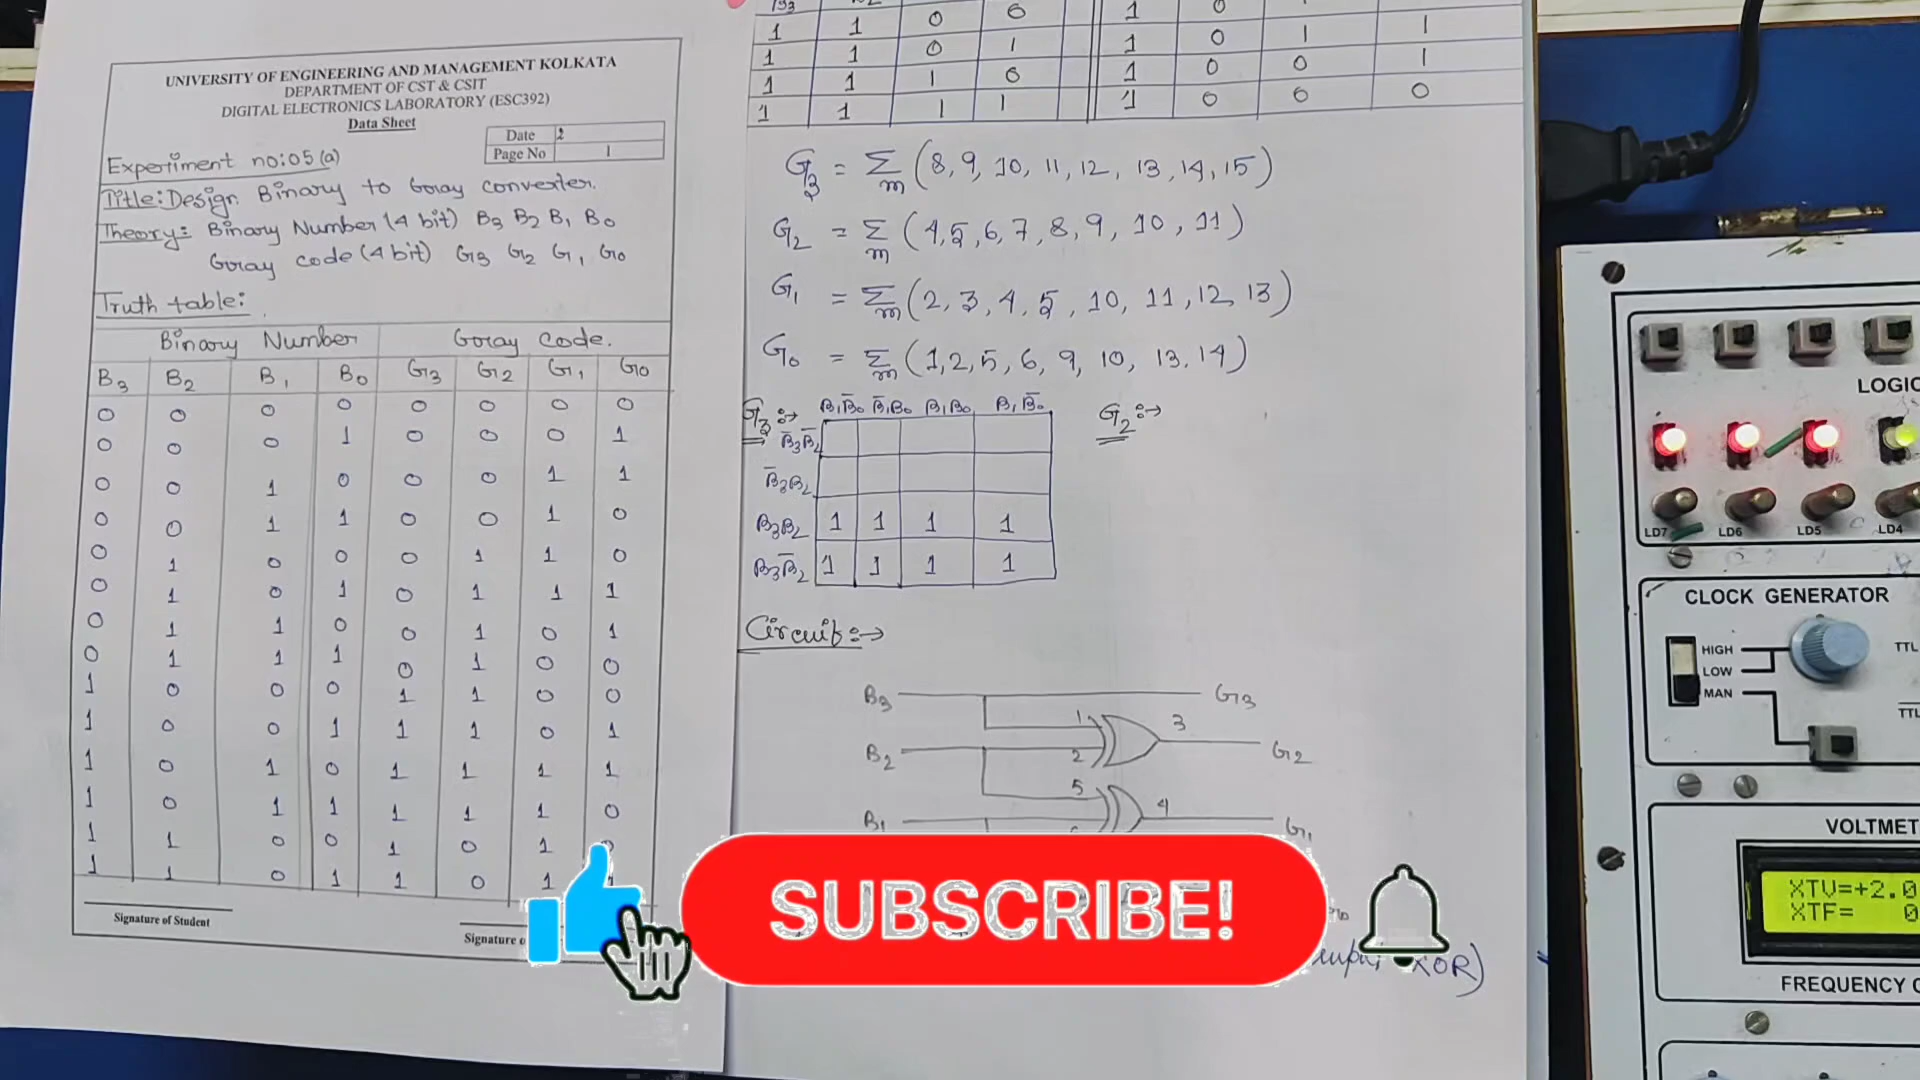 UNIVERSITY OF ENGINEERING AND MANAGEMENT KOLKATA
DEPARTMENT OF CST & CSIT
DIGITAL ELECTRONICS LABORATORY (ESC392)
Data Sheet
Date 2
Page No 1
Experiment no:05(a)
Title: Design Binary to Gray converter.
Theory: Binary Number (4 bit) B3 B2 B1 B0
Gray code (4 bit) G3 G2 G1 G0
Truth table:
Binary Number Gray Code.
B3 B2 B1 B0 G3 G2 G1 G0
0 0 0 0 0 0 0 0
0 0 0 1 0 0 0 1
0 0 1 0 0 0 1 1
0 0 1 1 0 0 1 0
0 1 0 0 0 1 1 0
0 1 0 1 0 1 1 1
0 1 1 0 0 1 0 1
0 1 1 1 0 1 0 0
1 0 0 0 1 1 0 0
1 0 0 1 1 1 0 1
1 0 1 0 1 1 1 1
1 0 1 1 1 1 1 0
1 1 0 0 1 0 1 0
1 1 0 1 1 0 1
Signature of Student
Signature
1 1 0 0 1 0
1 1 0 1 1 0 1 1
1 1 1 0 1 0 0 1
1 1 1 1 1 0 0 0
G3 = Σm (8, 9, 10, 11, 12, 13, 14, 15)
G2 = Σm (4, 5, 6, 7, 8, 9, 10, 11)
G1 = Σm (2, 3, 4, 5, 10, 11, 12, 13)
G0 = Σm (1, 2, 5, 6, 9, 10, 13, 14)
G3 :→ B̄1B̄0 B̄1B0 B1B0 B1B̄0
G2 :→
B̄3B̄2
B̄3B2
B3B2 1 1 1 1
B3B̄2 1 1 1 1
Circuit :→
B3 G3
1 3
B2 2 G2
5 4
B1 G1
XOR)
SUBSCRIBE!
LOGIC
LD7 LD6 LD5 LD4
CLOCK GENERATOR
HIGH
LOW
MAN
TTL
VOLTMET
XTV=+2.0
XTF= 0
FREQUENCY C